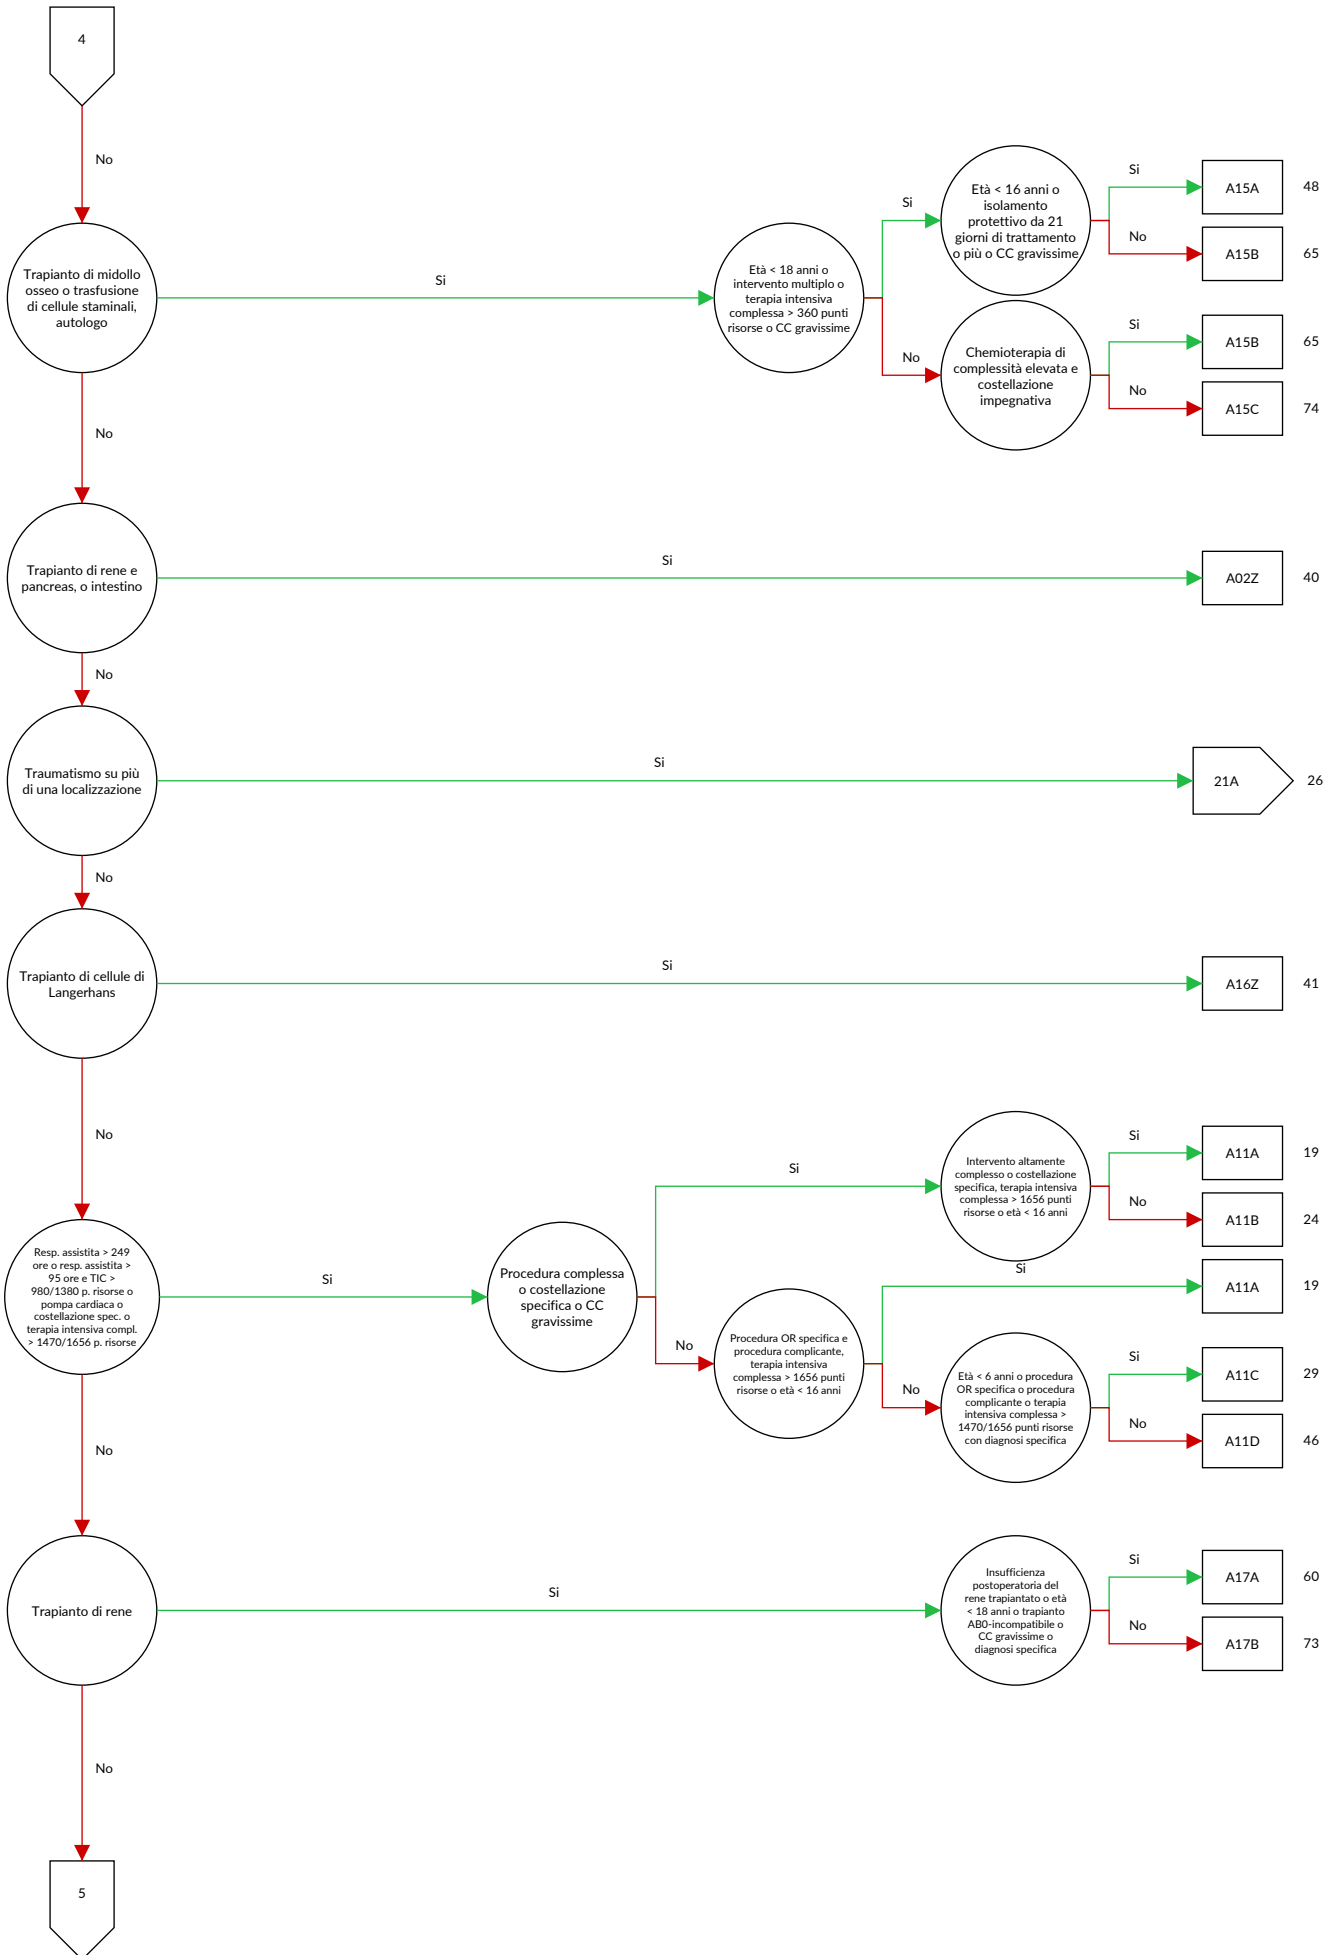 4
No
Trapianto di midollo
osseo o trasfusione
di cellule staminali,
autologo
Si
Età < 18 anni o
intervento multiplo o
terapia intensiva
complessa > 360 punti
risorse o CC gravissime
Si
Età < 16 anni o
isolamento
protettivo da 21
giorni di trattamento
o più o CC gravissime
Si
A15A
48
No
A15B
65
No
Chemioterapia di
complessità elevata e
costellazione
impegnativa
Si
A15B
65
No
A15C
74
No
Trapianto di rene e
pancreas, o intestino
Si
A02Z
40
No
Traumatismo su più
di una localizzazione
Si
21A
26
No
Trapianto di cellule di
Langerhans
Si
A16Z
41
No
Resp. assistita > 249
ore o resp. assistita >
95 ore e TIC >
980/1380 p. risorse o
pompa cardiaca o
costellazione spec. o
terapia intensiva compl.
> 1470/1656 p. risorse
Si
Procedura complessa
o costellazione
specifica o CC
gravissime
Si
Intervento altamente
complesso o costellazione
specifica, terapia intensiva
complessa > 1656 punti
risorse o età < 16 anni
Si
A11A
19
No
A11B
24
No
Procedura OR specifica e
procedura complicante,
terapia intensiva
complessa > 1656 punti
risorse o età < 16 anni
Si
A11A
19
No
Età < 6 anni o procedura
OR specifica o procedura
complicante o terapia
intensiva complessa >
1470/1656 punti risorse
con diagnosi specifica
Si
A11C
29
No
A11D
46
No
Trapianto di rene
Si
Insufficienza
postoperatoria del
rene trapiantato o età
< 18 anni o trapianto
AB0-incompatibile o
CC gravissime o
diagnosi specifica
Si
A17A
60
No
A17B
73
No
5